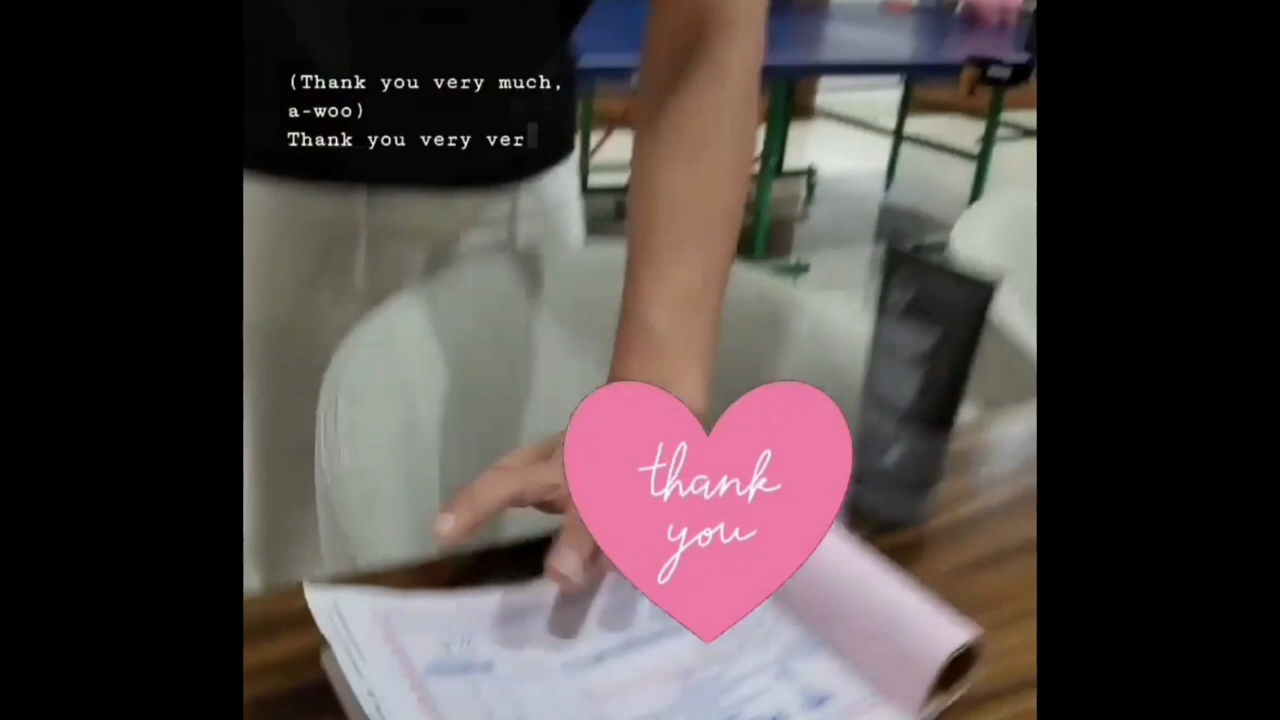 (Thank you very much,
a-woo)
Thank you very ver
thank
you